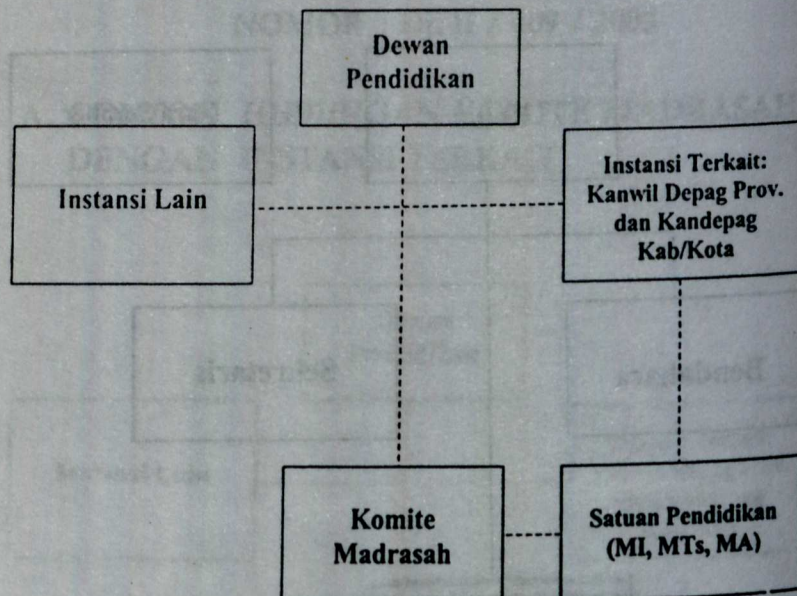 Dewan
Pendidikan
Instansi Lain
Instansi Terkait:
Kanwil Depag Prov.
dan Kandepag
Kab/Kota
Komite
Madrasah
Satuan Pendidikan
(MI, MTs, MA)